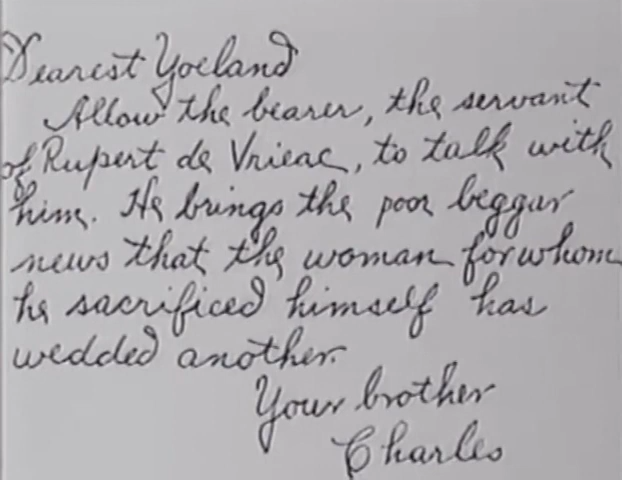 Dearest Yoeland
Allow the bearer, the servant
of Rupert de Vrieac, to talk with
him. He brings the poor beggar
news that the woman for whom
he sacrificed himself has
wedded another.
Your brother
Charles